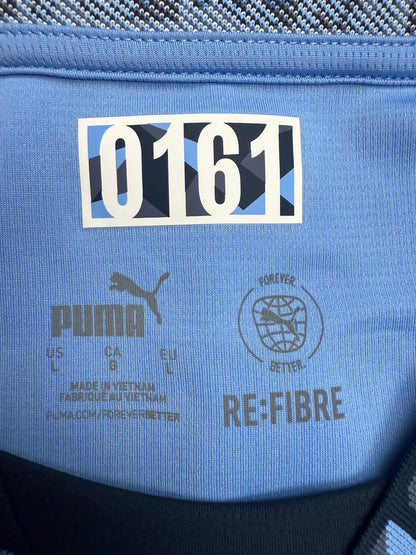 0161
PUMA
US CA EU
L G L
MADE IN VIETNAM
FABRIQUÉ AU VIETNAM
PUMA.COM/FOREVERBETTER
FOREVER.
BETTER.
RE:FIBRE